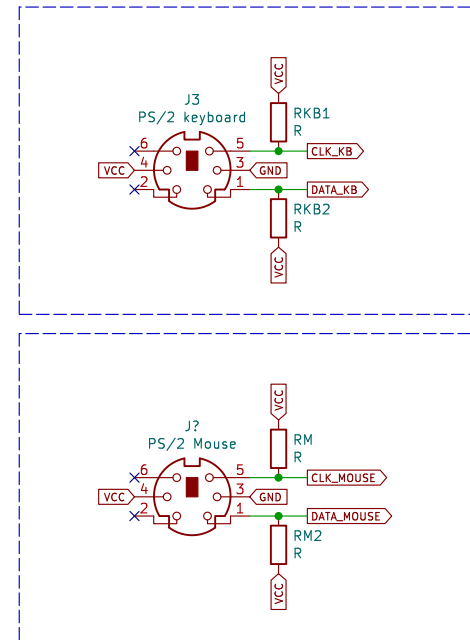 VCC
J3
PS/2 keyboard
RKB1
R
6 5 CLK_KB
VCC 4 3 GND
2 1 DATA_KB
RKB2
R
VCC
VCC
J?
PS/2 Mouse
RM
R
6 5 CLK_MOUSE
VCC 4 3 GND
2 1 DATA_MOUSE
RM2
R
VCC